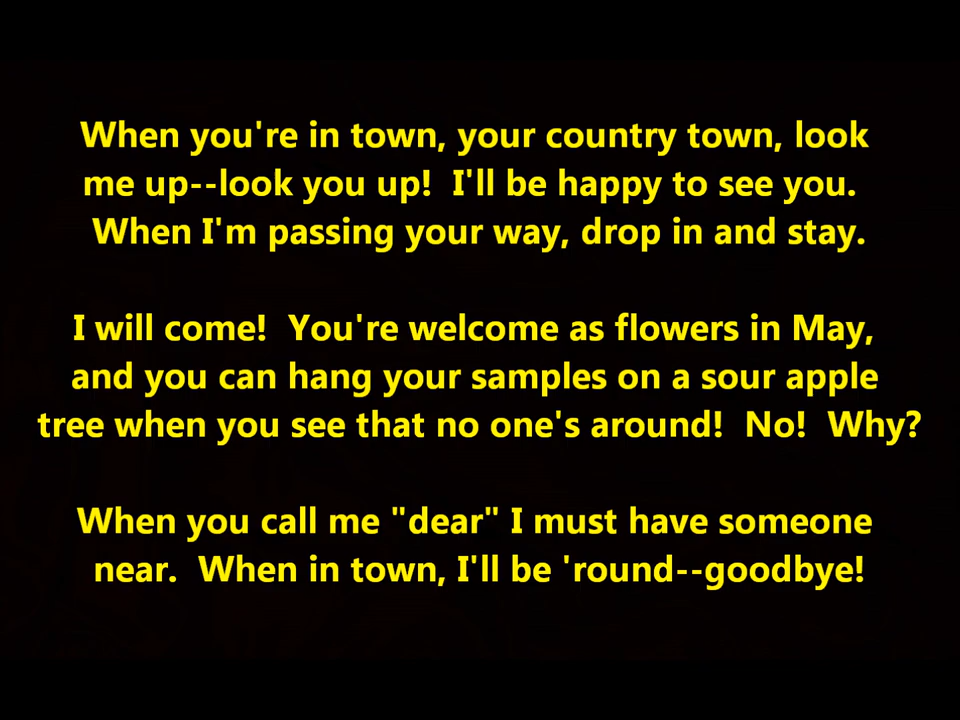 When you're in town, your country town, look
me up--look you up!  I'll be happy to see you.
When I'm passing your way, drop in and stay.
I will come!  You're welcome as flowers in May,
and you can hang your samples on a sour apple
tree when you see that no one's around!  No!  Why?
When you call me "dear" I must have someone
near.  When in town, I'll be 'round--goodbye!